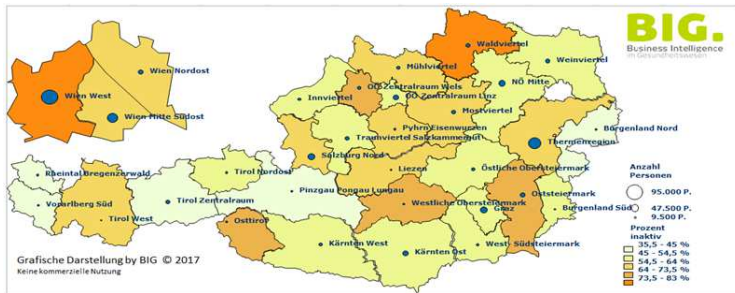 BIG.
Business Intelligence
im Gesundheitswesen
Waldviertel
Weinviertel
Mühlviertel
Wien Nordost
Wien West
Wien Mitte Südost
OÖ Zentralraum Wels
NÖ Mitte
OÖ Zentralraum Linz
Innviertel
Mostviertel
Pyhrn Eisenwurzen
Burgenland Nord
Traunviertel Salzkammergut
Thermenregion
Salzburg Nord
Rheintal Bregenzerwald
Tirol Nordost
Liezen
Östliche Obersteiermark
Pinzgau Pongau Lungau
Vorarlberg Süd
Tirol Zentralraum
Westliche Obersteiermark
Oststeiermark
Tirol West
Osttirol
Graz
Burgenland Süd
Kärnten West
Kärnten Ost
West- Südsteiermark
Anzahl
Personen
95.000 P.
47.500 P.
9.500 P.
Prozent
inaktiv
35,5 - 45 %
45 - 54,5 %
54,5 - 64 %
64 - 73,5 %
73,5 - 83 %
Grafische Darstellung by BIG © 2017
Keine kommerzielle Nutzung